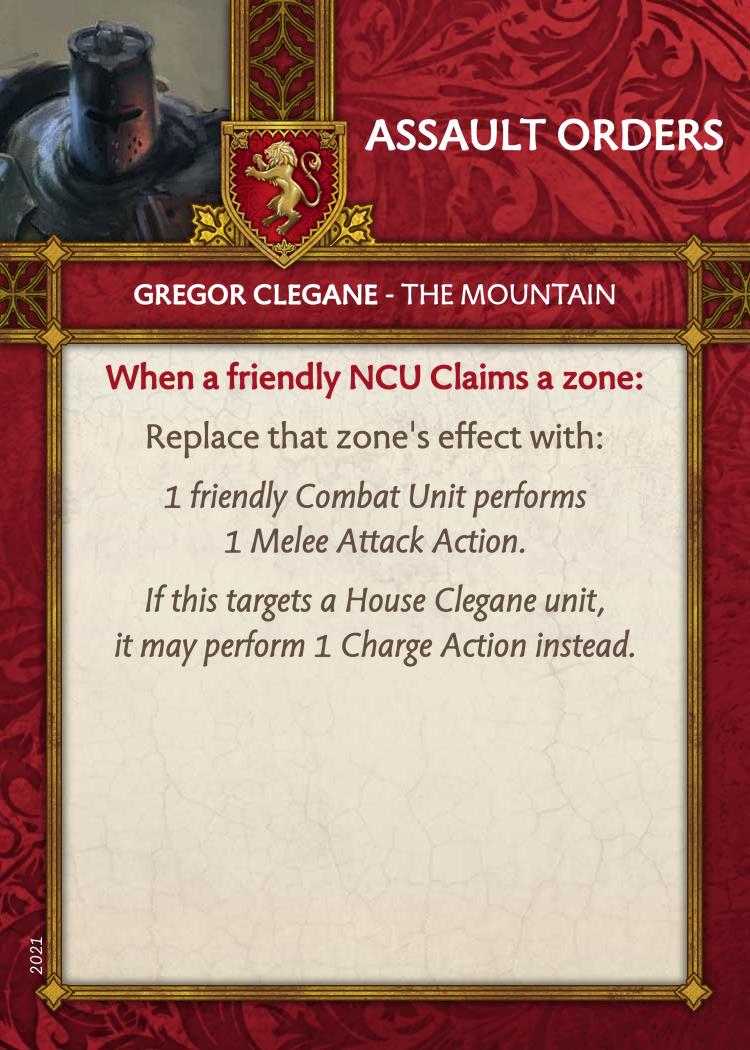 ASSAULT ORDERS
GREGOR CLEGANE - THE MOUNTAIN
When a friendly NCU Claims a zone:
Replace that zone's effect with:
1 friendly Combat Unit performs
1 Melee Attack Action.
If this targets a House Clegane unit,
it may perform 1 Charge Action instead.
2021